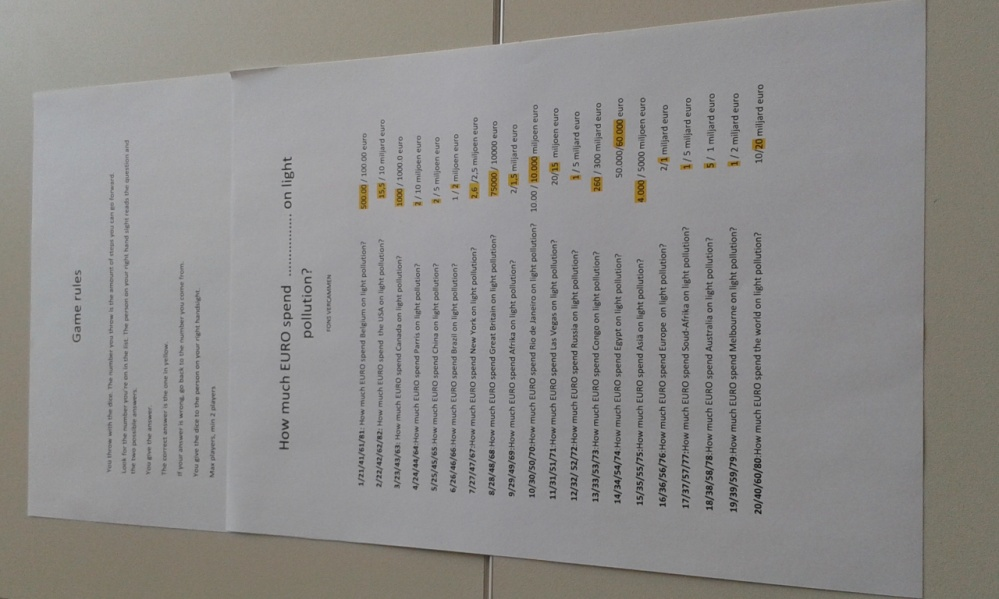 Game rules
You throw with the dice. The number you throw is the amount of steps you can go forward.
Look for the number you're on in the list. The person on your right hand sight reads the question and
the two possible answers.
You give the answer.
The correct answer is the one in yellow.
If your answer is wrong, go back to the number you come from.
You give the dice to the person on your right handsight.
Max players, min 2 players
How much EURO spend ................ on light
pollution?
FONS VERCAMMEN
1/21/41/61/81: How much EURO spend Belgium on light pollution? 500.00 / 100.00 euro
2/22/42/62/82: How much EURO spend the USA on light pollution? 15,5 / 10 miljard euro
3/23/43/63: How much EURO spend Canada on light pollution? 1000 / 1000.0 euro
4/24/44/64:How much EURO spend Parris on light pollution? 2 / 10 miljoen euro
5/25/45/65:How much EURO spend China on light pollution? 2 / 5 miljoen euro
6/26/46/66:How much EURO spend Brazil on light pollution? 1 / 2 miljoen euro
7/27/47/67:How much EURO spend New York on light pollution? 2,6 /2,5 miljoen euro
8/28/48/68:How much EURO spend Great Britain on light pollution? 75000 / 10000 euro
9/29/49/69:How much EURO spend Afrika on light pollution? 2/1,5 miljard euro
10/30/50/70:How much EURO spend Rio de Janeiro on light pollution? 10.00 / 10.000 miljoen euro
11/31/51/71:How much EURO spend Las Vegas on light pollution? 20/15 miljoen euro
12/32/ 52/72:How much EURO spend Russia on light pollution? 1 / 5 miljard euro
13/33/53/73:How much EURO spend Congo on light pollution? 260 / 300 miljard euro
14/34/54/74:How much EURO spend Egypt on light pollution? 50.000/60.000 euro
15/35/55/75:How much EURO spend Asiä on light pollution? 4.000 / 5000 miljoen euro
16/36/56/76:How much EURO spend Europe on light pollution? 2/1 miljard euro
17/37/57/77:How much EURO spend Soud-Afrika on light pollution? 1 / 5 miljard euro
18/38/58/78:How much EURO spend Australia on light pollution? 5 / 1 miljard euro
19/39/59/79:How much EURO spend Melbourne on light pollution? 1 / 2 miljard euro
20/40/60/80:How much EURO spend the world on light pollution? 10/20 miljard euro